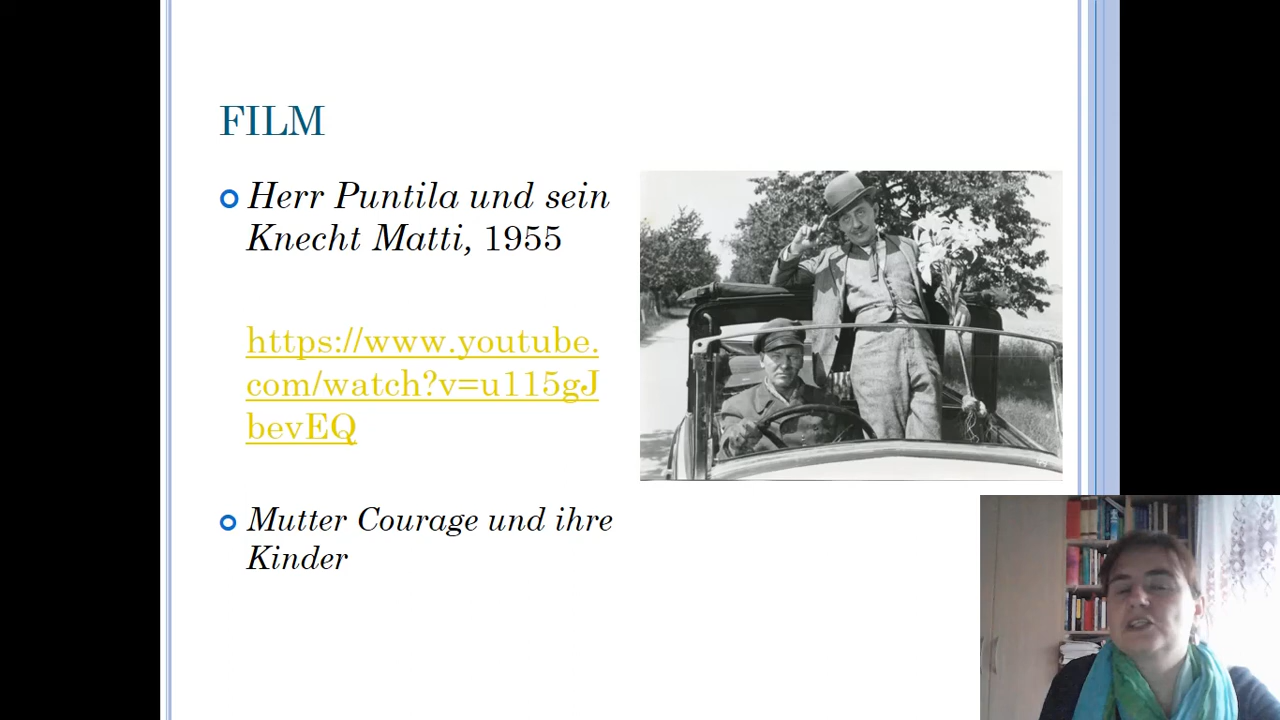 FILM
Herr Puntila und sein
Knecht Matti, 1955
https://www.youtube.
com/watch?v=u115gJ
bevEQ
Mutter Courage und ihre
Kinder